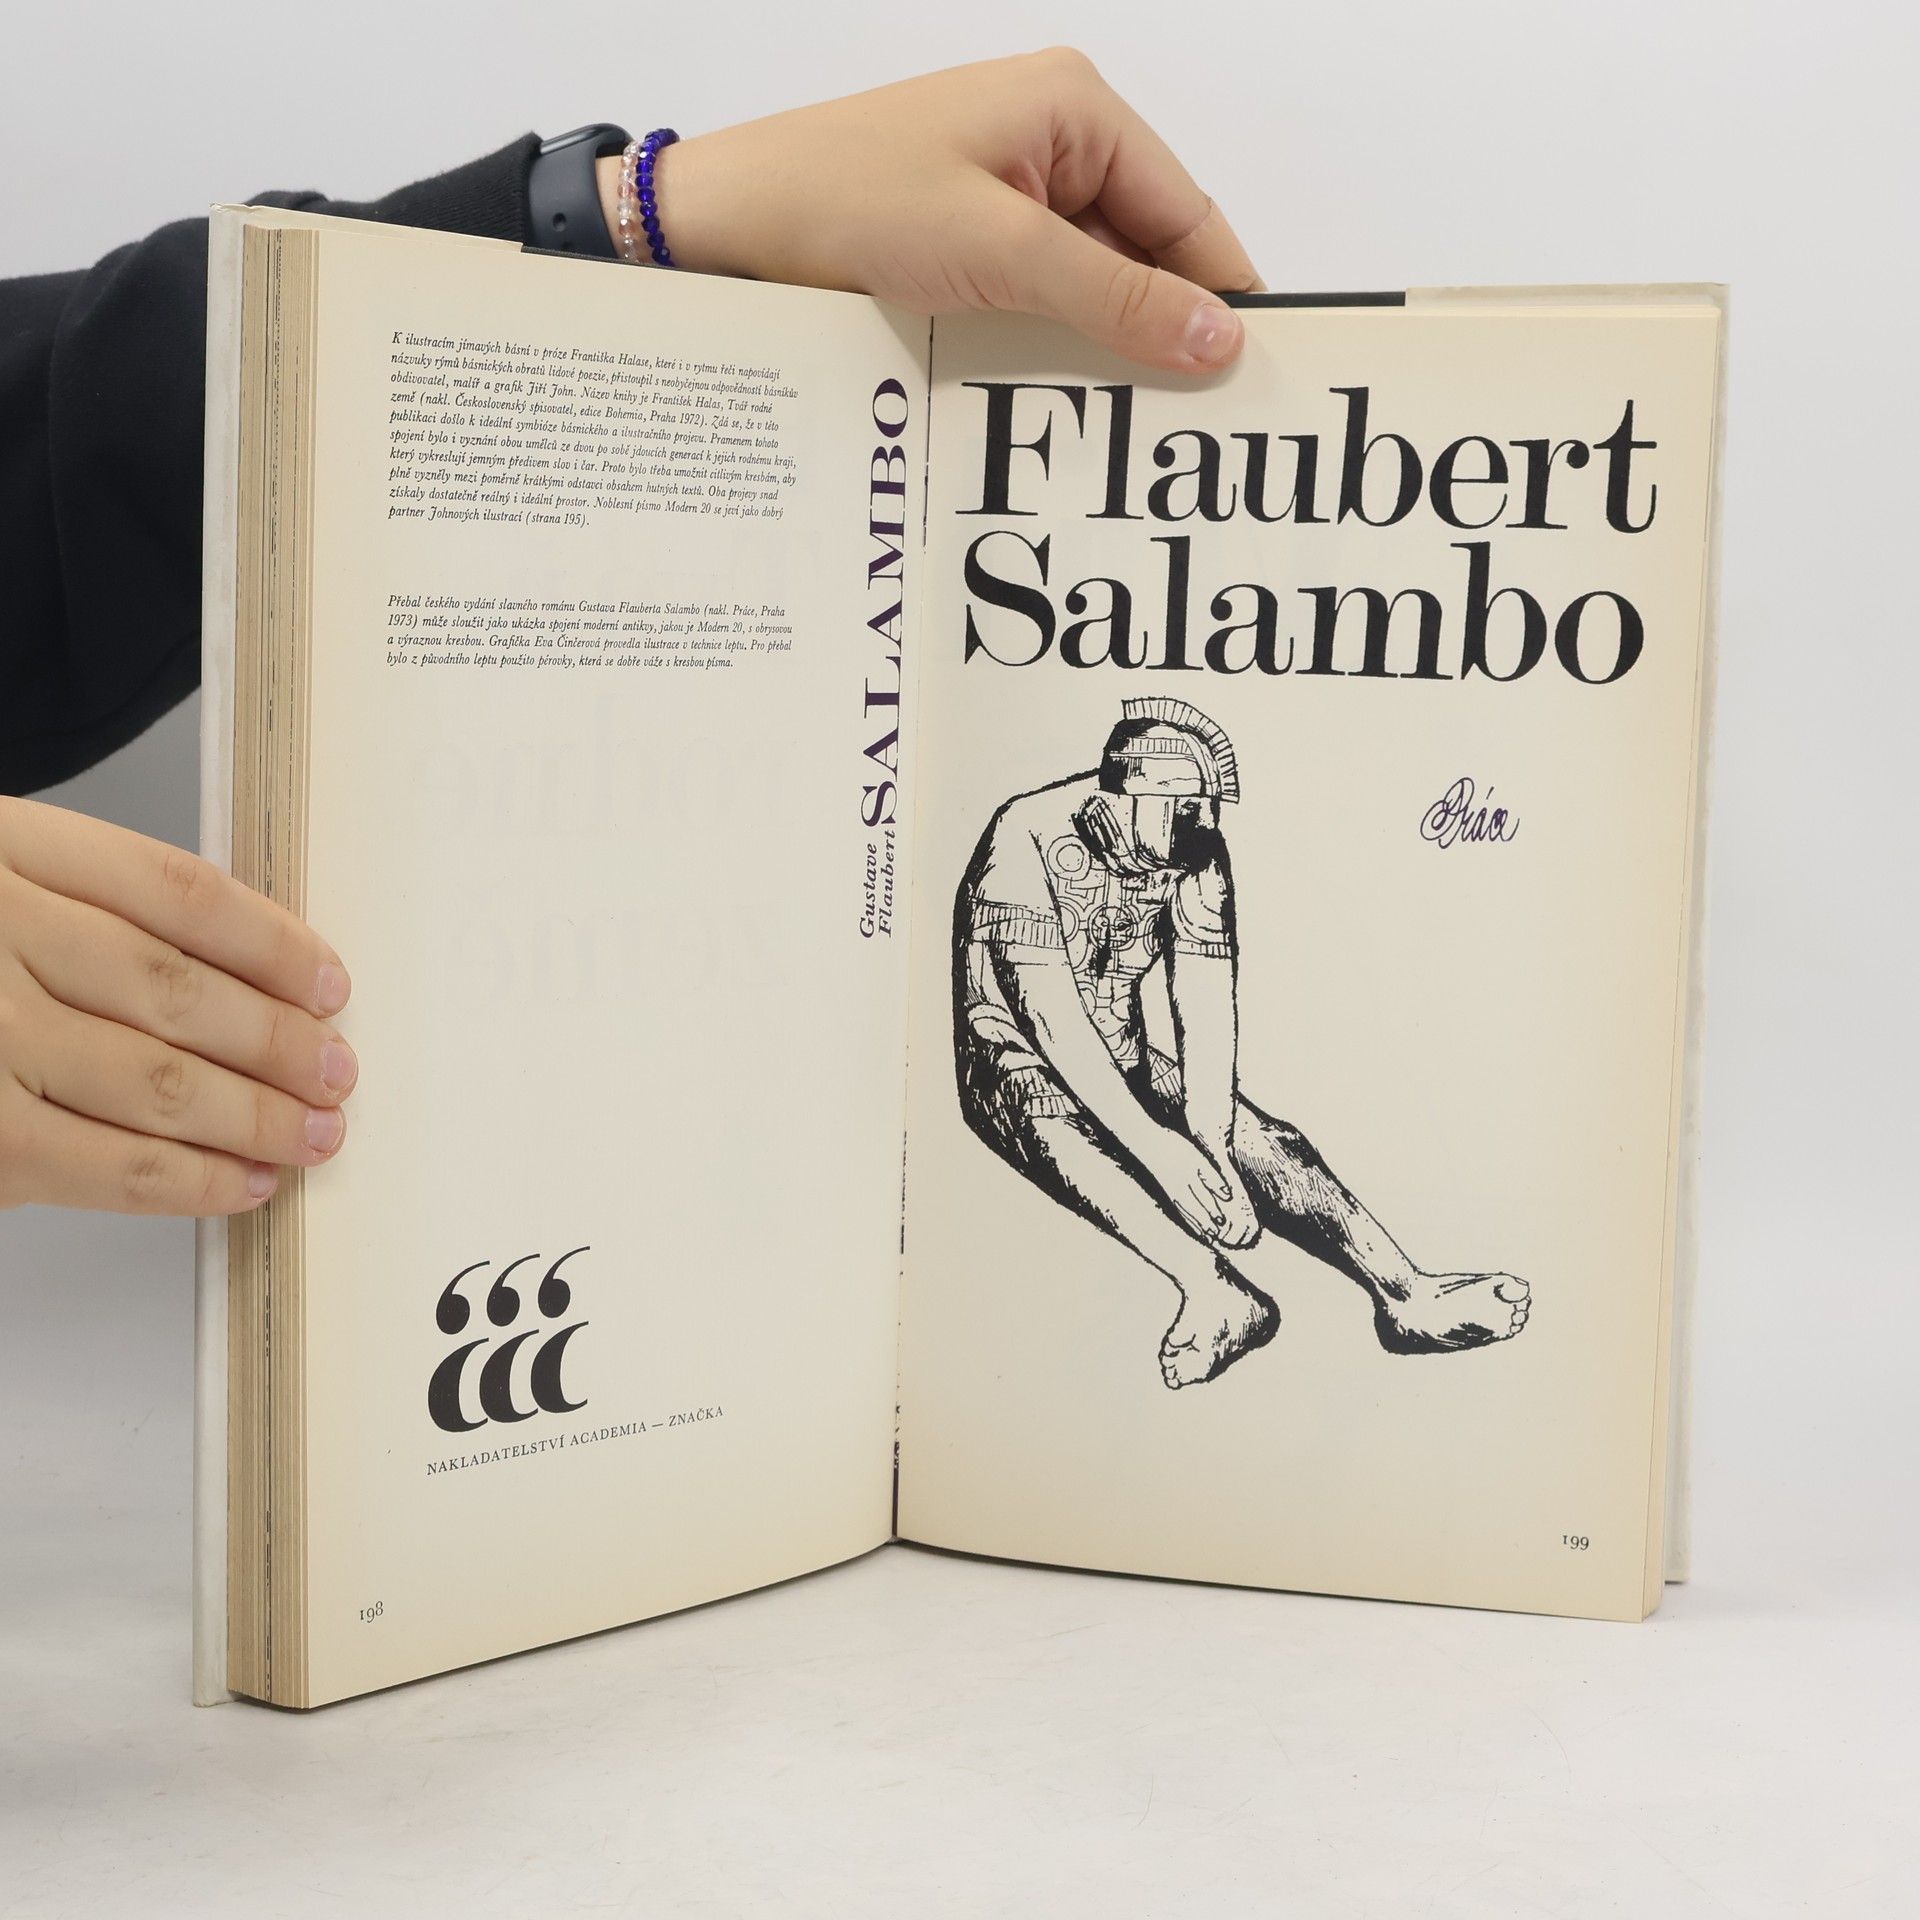 K ilustracím jímavých básní v próze Františka Halase, které i v rytmu řeči napovídají
názvuky rýmů básnických obratů lidové poezie, přistoupil s neobyčejnou odpovědností básníkův
obdivovatel, malíř a grafik Jiří John. Název knihy je František Halas, Tvář rodné
země (nakl. Československý spisovatel, edice Bohemia, Praha 1972). Zdá se, že v této
publikaci došlo k ideální symbióze básnického a ilustračního projevu. Pramenem tohoto
spojení bylo i vyznání obou umělců ze dvou po sobě jdoucích generací k jejich rodnému kraji,
který vykreslují jemným předivem slov i čar. Proto bylo třeba umožnit citlivým kresbám, aby
plně vyzněly mezi poměrně krátkými odstavci obsahem hutných textů. Oba projevy snad
získaly dostatečně reálný i ideální prostor. Noblesní písmo Modern 20 se jeví jako dobrý
partner Johnových ilustrací (strana 195).
Přebal českého vydání slavného románu Gustava Flauberta Salambo (nakl. Práce, Praha
1973) může sloužit jako ukázka spojení moderní antikvy, jakou je Modern 20, s obrysovou
a výraznou kresbou. Grafička Eva Činčerová provedla ilustrace v technice leptu. Pro přebal
bylo z původního leptu použito pérovky, která se dobře váže s kresbou písma.
NAKLADATELSTVÍ ACADEMIA — ZNAČKA
198
Gustave
Flaubert
SALAMBO
Flaubert
Salambo
Práce
199